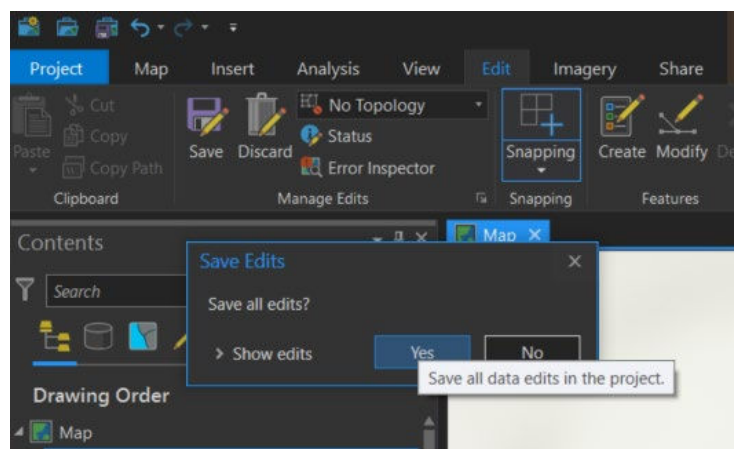 Project Map Insert Analysis View Edit Imagery Share
Cut
Copy
Copy Path
Paste
Save
Discard
No Topology
Status
Error Inspector
Snapping
Create
Modify
Clipboard
Manage Edits
Snapping
Features
Contents
Map
Search
Save Edits
Save all edits?
Show edits
Yes
No
Save all data edits in the project.
Drawing Order
Map